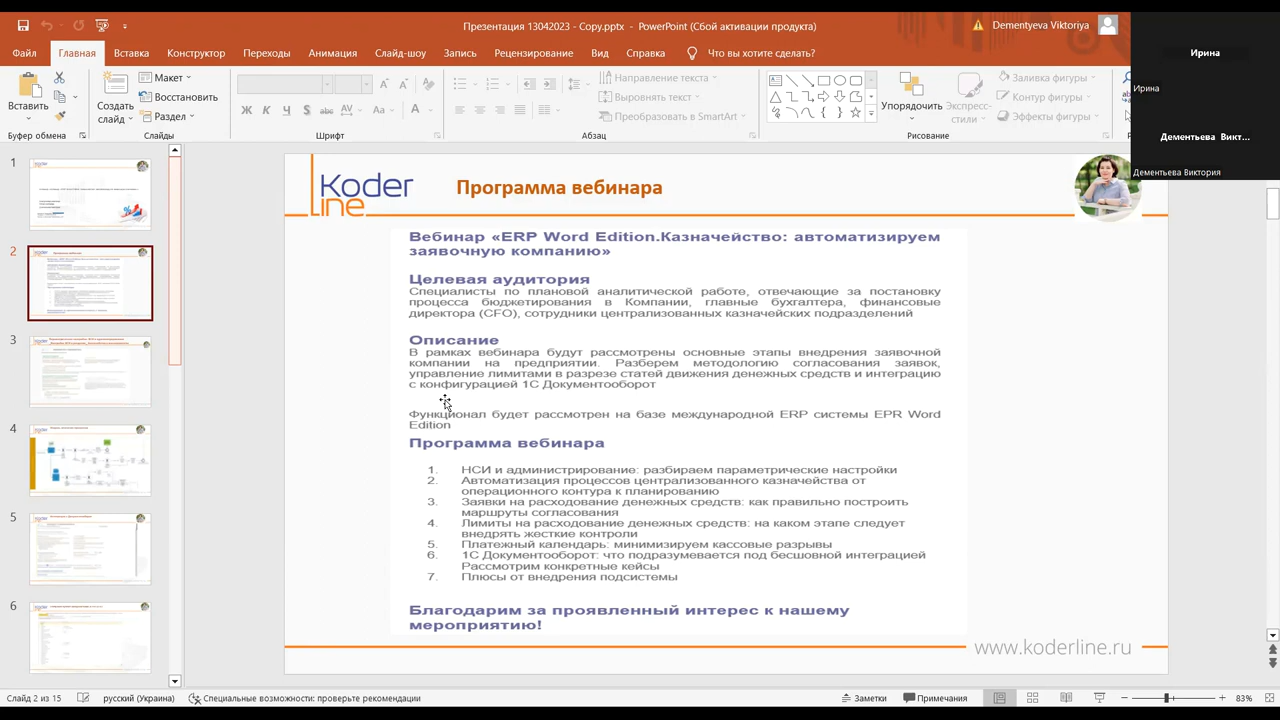 Презентация 13042023 - Copy.pptx - PowerPoint (Сбой активации продукта)
Dementyeva Viktoriya
Файл Главная Вставка Конструктор Переходы Анимация Слайд-шоу Запись Рецензирование Вид Справка Что вы хотите сделать?
Ирина
Ирина
Дементьева Викт...
Дементьева Виктория
Вставить
Буфер обмена
Создать слайд
Макет
Восстановить
Раздел
Слайды
Ж К Ч S abc AV Aa A
Шрифт
Направление текста
Выровнять текст
Преобразовать в SmartArt
Абзац
Упорядочить
Экспресс-стили
Заливка фигуры
Контур фигуры
Эффекты фигуры
Рисование
1
2
3
4
5
6
Koder line
Программа вебинара
Вебинар «ERP Word Edition.Казначейство: автоматизируем
заявочную компанию»
Целевая аудитория
Специалисты по плановой аналитической работе, отвечающие за постановку
процесса бюджетирования в Компании, главные бухгалтера, финансовые
директора (CFO), сотрудники централизованных казначейских подразделений
Описание
В рамках вебинара будут рассмотрены основные этапы внедрения заявочной
компании на предприятии. Разберем методологию согласования заявок,
управление лимитами в разрезе статей движения денежных средств и интеграцию
с конфигурацией 1С Документооборот
Функционал будет рассмотрен на базе международной ERP системы EPR Word
Edition
Программа вебинара
1. НСИ и администрирование: разбираем параметрические настройки
2. Автоматизация процессов централизованного казначейства от
операционного контура к планированию
3. Заявки на расходование денежных средств: как правильно построить
маршруты согласования
4. Лимиты на расходование денежных средств: на каком этапе следует
внедрять жесткие контроли
5. Платежный календарь: минимизируем кассовые разрывы
6. 1С Документооборот: что подразумевается под бесшовной интеграцией
Рассмотрим конкретные кейсы
7. Плюсы от внедрения подсистемы
Благодарим за проявленный интерес к нашему
мероприятию!
www.koderline.ru
Слайд 2 из 15 русский (Украина) Специальные возможности: проверьте рекомендации Заметки Примечания 83%